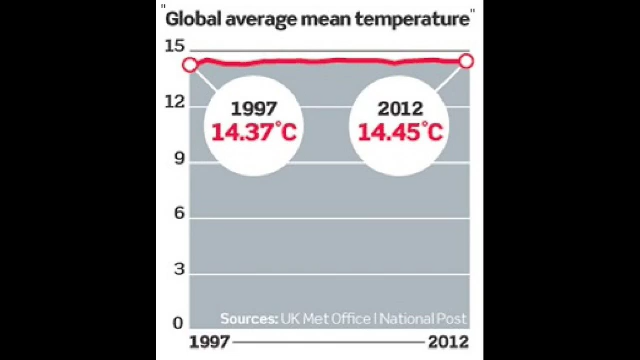 "Global average mean temperature"
15
12
9
6
3
0
1997
14.37°C
2012
14.45°C
Sources: UK Met Office | National Post
1997
2012